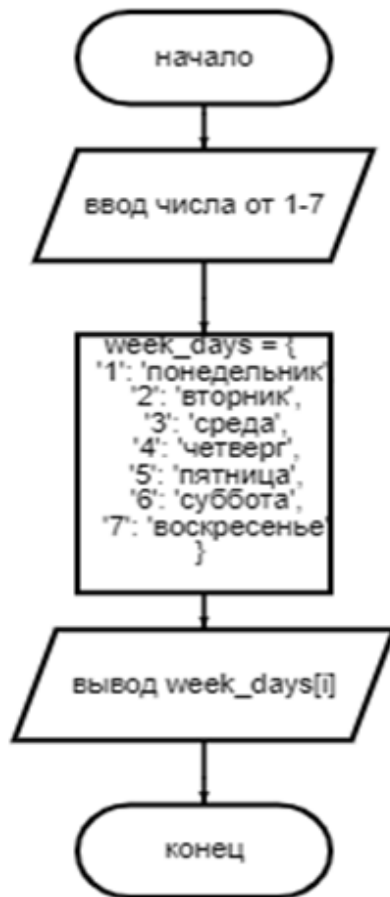 начало
ввод числа от 1-7
week_days = {
'1': 'понедельник'
'2': 'вторник',
'3': 'среда',
'4': 'четверг',
'5': 'пятница',
'6': 'суббота',
'7': 'воскресенье'
}
вывод week_days[i]
конец